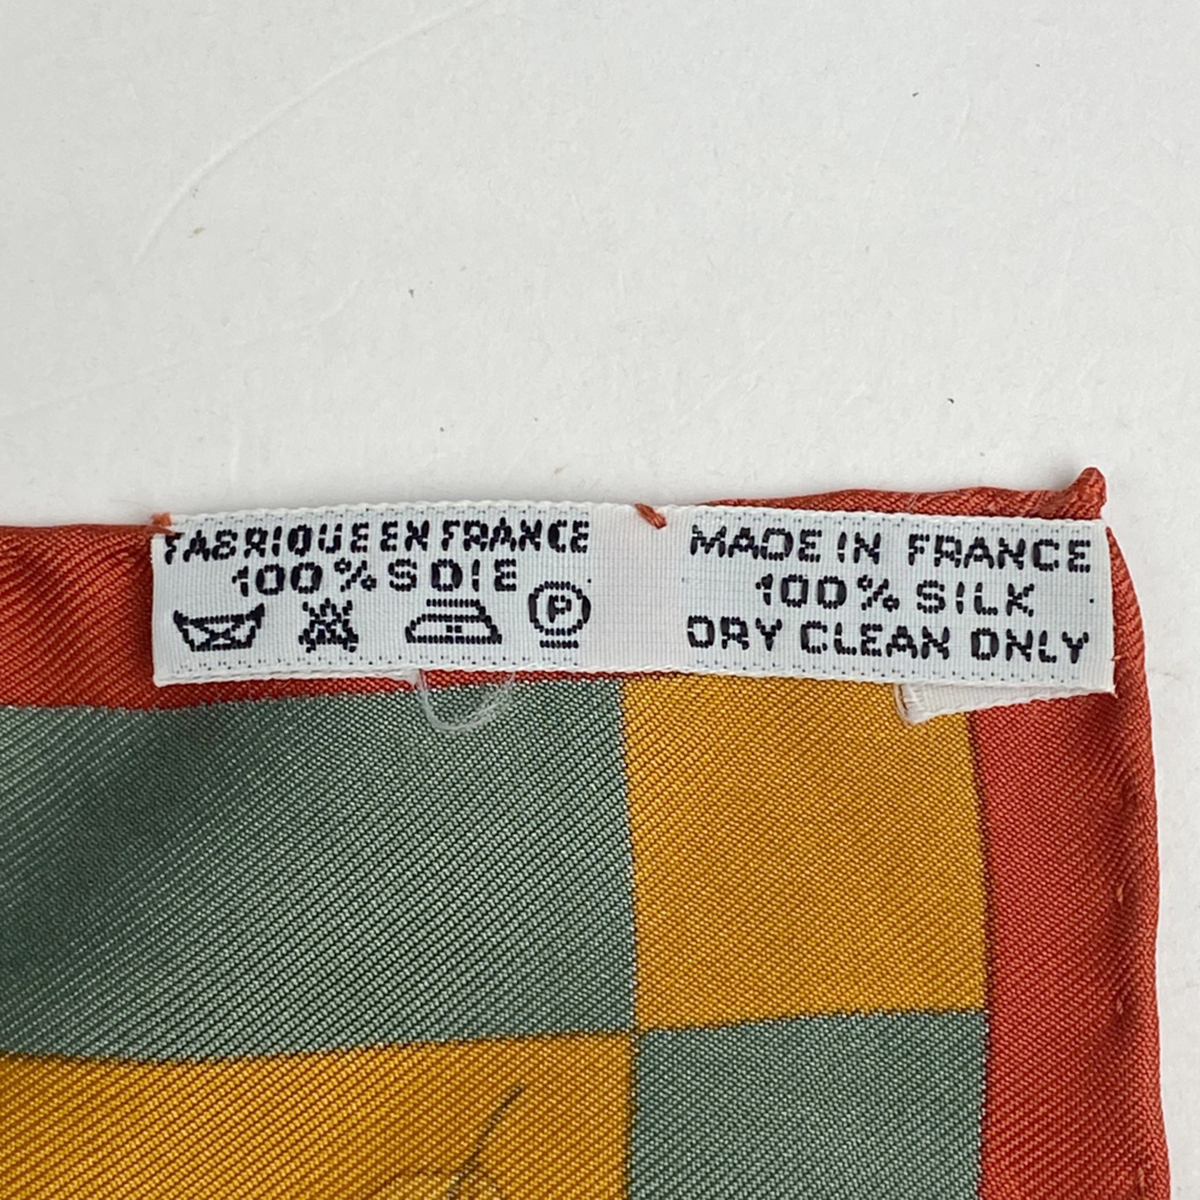 FABRIQUE EN FRANCE
100% SOIE
P
MADE IN FRANCE
100% SILK
DRY CLEAN ONLY